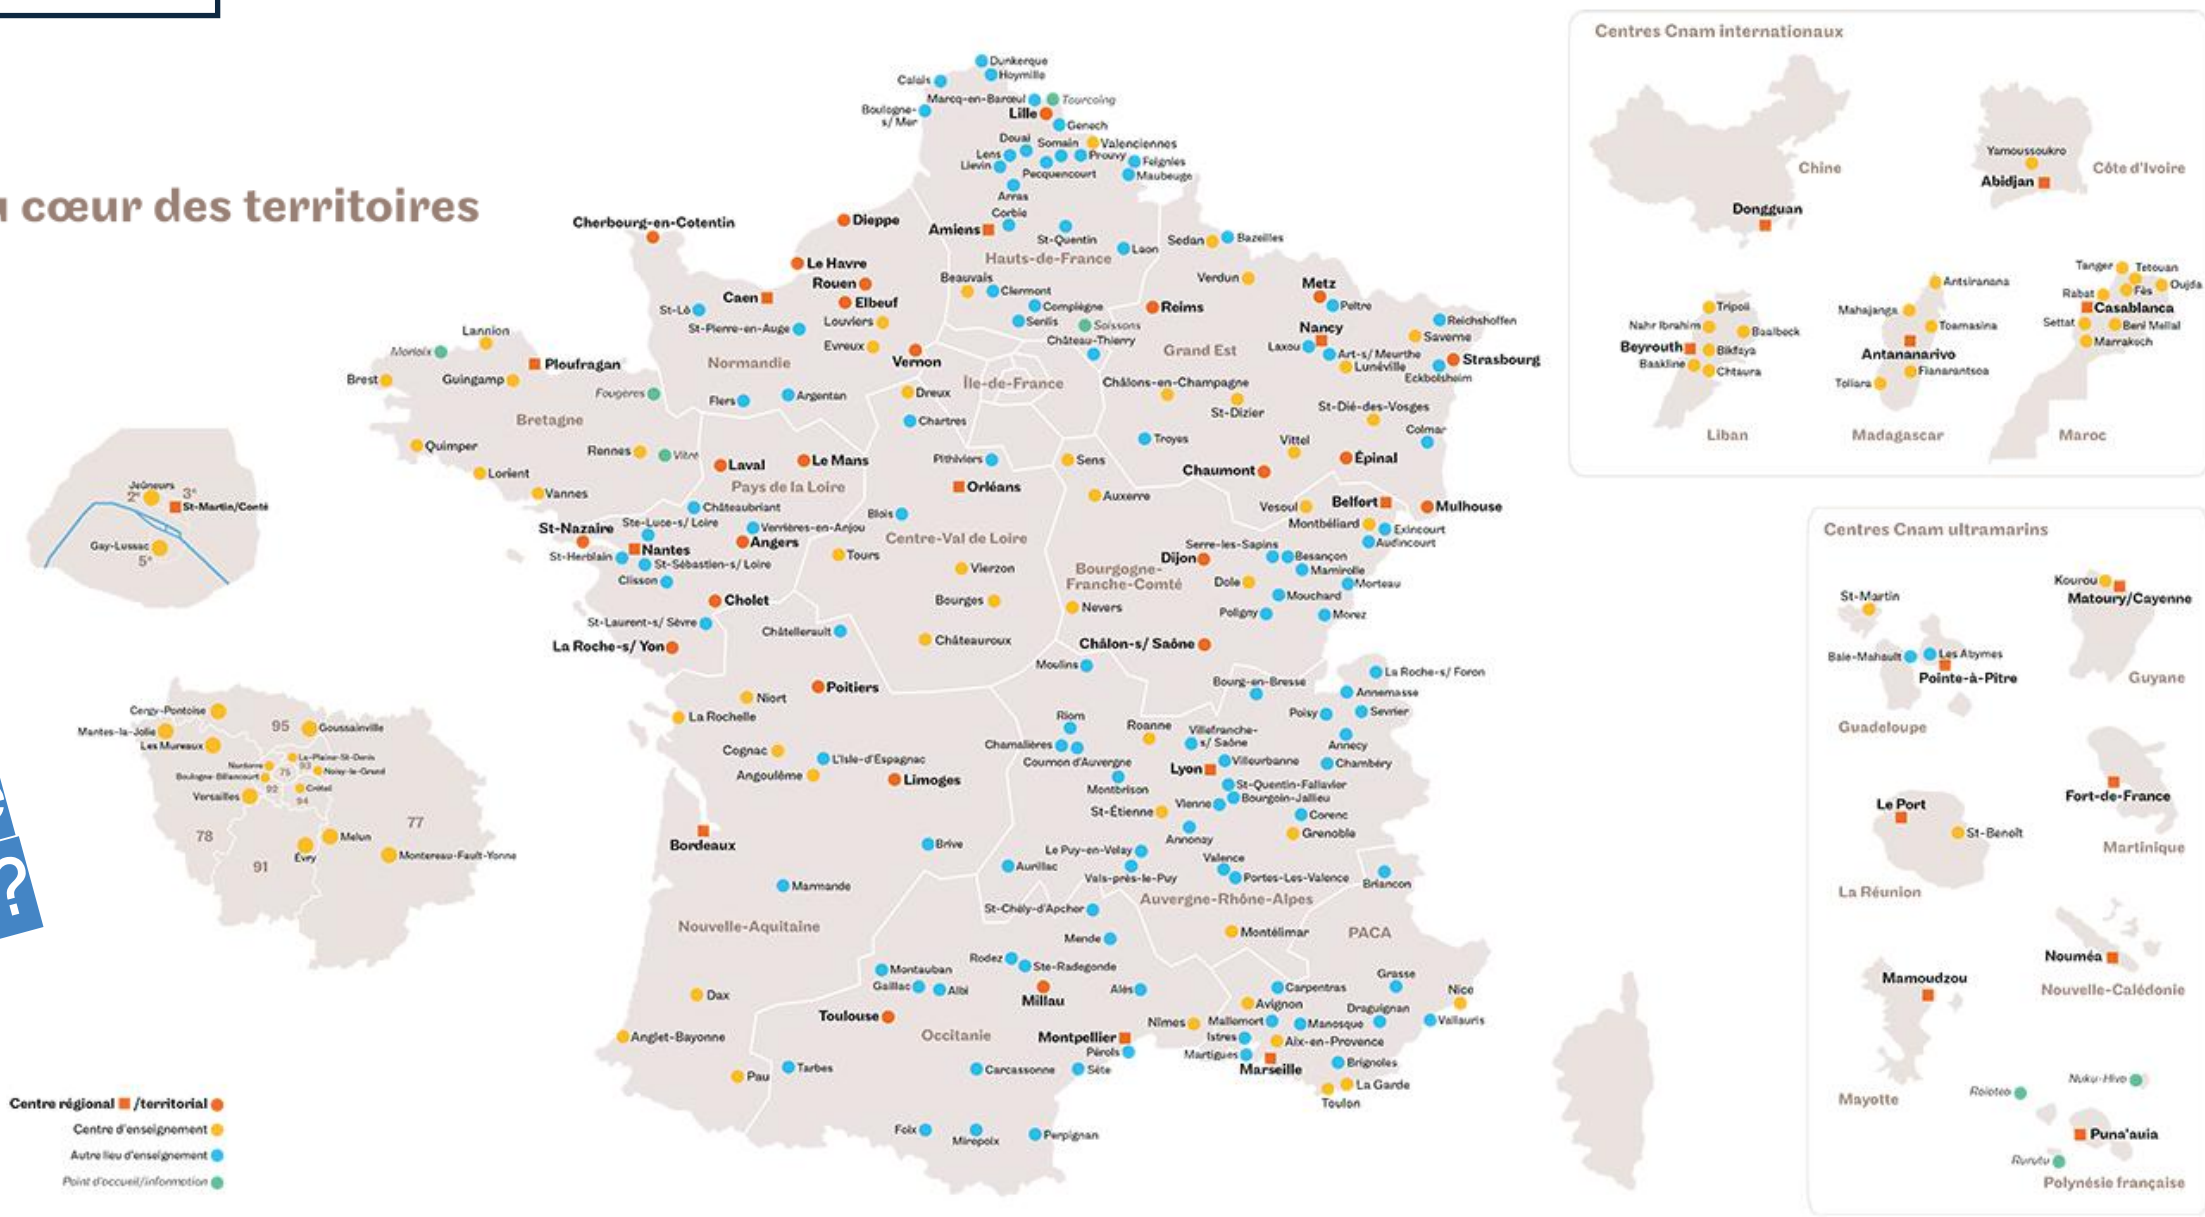 cœur des territoires
Centres Cnam internationaux
Chine
Dongguan
Yamoussoukro
Abidjan
Côte d'Ivoire
Tripoli
Nahr Ibrahim
Baalbeck
Beyrouth
Bikfaya
Baakline
Chtaura
Liban
Antsiranana
Mahajanga
Toamasina
Antananarivo
Fianarantsoa
Toliara
Madagascar
Tanger
Tetouan
Oujda
Rabat
Fès
Casablanca
Settat
Beni Mellal
Marrakech
Maroc
Dunkerque
Hoymille
Calais
Marcq-en-Barœul
Tourcoing
Boulogne-
s/ Mer
Lille
Genech
Douai
Somain
Valenciennes
Lens
Prouvy
Feignies
Lievin
Pecquencourt
Maubeuge
Arras
Corbie
Amiens
St-Quentin
Laon
Hauts-de-France
Beauvais
Clermont
Compiègne
Senlis
Soissons
Château-Thierry
Cherbourg-en-Cotentin
Dieppe
Le Havre
Rouen
Caen
Elbeuf
St-Lô
St-Pierre-en-Auge
Louviers
Evreux
Vernon
Normandie
Flers
Argentan
Sedan
Bazeilles
Verdun
Metz
Peltre
Reims
Nancy
Laxou
Art-s/ Meurthe
Lunéville
Reichshoffen
Saverne
Strasbourg
Eckbolsheim
Grand Est
Châlons-en-Champagne
St-Dizier
St-Dié-des-Vosges
Colmar
Troyes
Vittel
Chaumont
Épinal
Mulhouse
Lannion
Morlaix
Ploufragan
Brest
Guingamp
Fougères
Bretagne
Quimper
Rennes
Vitré
Lorient
Vannes
Île-de-France
Dreux
Chartres
Pithiviers
Orléans
Blois
Centre-Val de Loire
Tours
Vierzon
Bourges
Châteauroux
Laval
Le Mans
Pays de la Loire
Châteaubriant
St-Nazaire
Ste-Luce-s/ Loire
Verrières-en-Anjou
Nantes
Angers
St-Herblain
St-Sébastien-s/ Loire
Clisson
Cholet
St-Laurent-s/ Sèvre
La Roche-s/ Yon
Sens
Auxerre
Vesoul
Belfort
Montbéliard
Exincourt
Audincourt
Serre-les-Sapins
Dijon
Besançon
Mamirolle
Bourgogne-
Franche-Comté
Dole
Morteau
Mouchard
Nevers
Poligny
Morez
Châlon-s/ Saône
Châtellerault
Poitiers
Niort
La Rochelle
Cognac
L'Isle-d'Espagnac
Angoulême
Limoges
Bordeaux
Brive
Marmande
Nouvelle-Aquitaine
Dax
Anglet-Bayonne
Pau
Moulins
La Roche-s/ Foron
Bourg-en-Bresse
Annemasse
Poisy
Sevrier
Riom
Roanne
Villefranche-
s/ Saône
Annecy
Chamalières
Cournon d'Auvergne
Lyon
Villeurbanne
Chambéry
Montbrison
St-Quentin-Fallavier
Vienne
Bourgoin-Jallieu
St-Étienne
Corenc
Grenoble
Annonay
Le Puy-en-Velay
Aurillac
Vals-près-le-Puy
Valence
Portes-Les-Valence
Auvergne-Rhône-Alpes
Montélimar
Briancon
PACA
St-Chély-d'Apcher
Mende
Rodez
Ste-Radegonde
Montauban
Gaillac
Albi
Millau
Alès
Toulouse
Occitanie
Montpellier
Nîmes
Pérols
Tarbes
Carcassonne
Sète
Foix
Mirepoix
Perpignan
Carpentras
Grasse
Nice
Avignon
Draguignan
Mallemort
Manosque
Vallauris
Istres
Aix-en-Provence
Martigues
Marseille
Brignoles
La Garde
Toulon
Jeûneurs
2e
3e
St-Martin/Conté
Gay-Lussac
5e
Cergy-Pontoise
95
Goussainville
Mantes-la-Jolie
Les Mureaux
La-Plaine-St-Denis
Nanterre
75
93
Noisy-le-Grand
Boulogne-Billancourt
92
Créteil
Versailles
94
78
77
Melun
Évry
Montereau-Fault-Yonne
91
?
Centre régional /territorial
Centre d'enseignement
Autre lieu d'enseignement
Point d'accueil/information
Centres Cnam ultramarins
St-Martin
Kourou
Matoury/Cayenne
Baie-Mahault
Les Abymes
Pointe-à-Pitre
Guyane
Guadeloupe
Fort-de-France
Martinique
Le Port
St-Benoît
La Réunion
Nouméa
Nouvelle-Calédonie
Mamoudzou
Mayotte
Nuku-Hiva
Raiatea
Puna'auia
Rurutu
Polynésie française